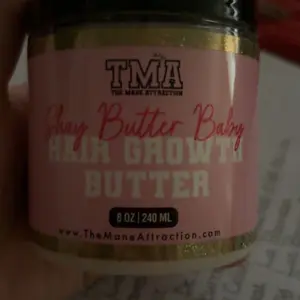 TMA
THE MANE ATTRACTION
Shay Butter Baby
HAIR GROWTH
BUTTER
8 OZ | 240 ML
www.TheManeAttraction.com